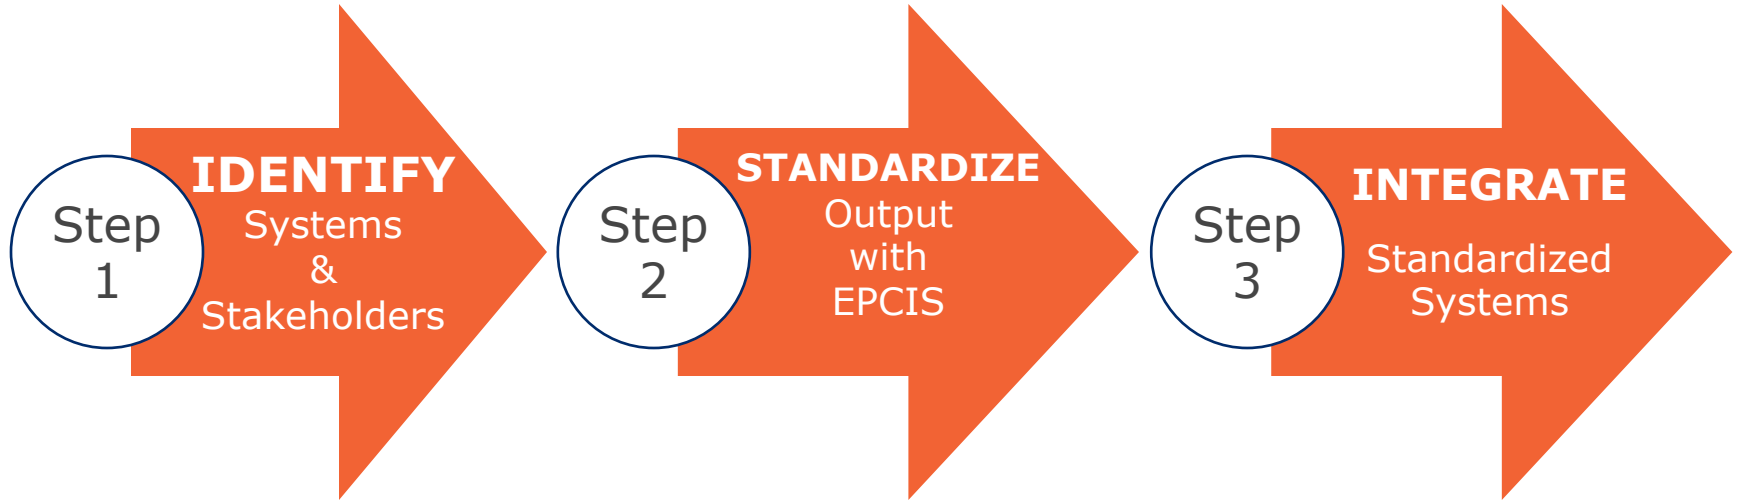 Step
1
IDENTIFY
Systems
&
Stakeholders
Step
2
STANDARDIZE
Output
with
EPCIS
Step
3
INTEGRATE
Standardized
Systems